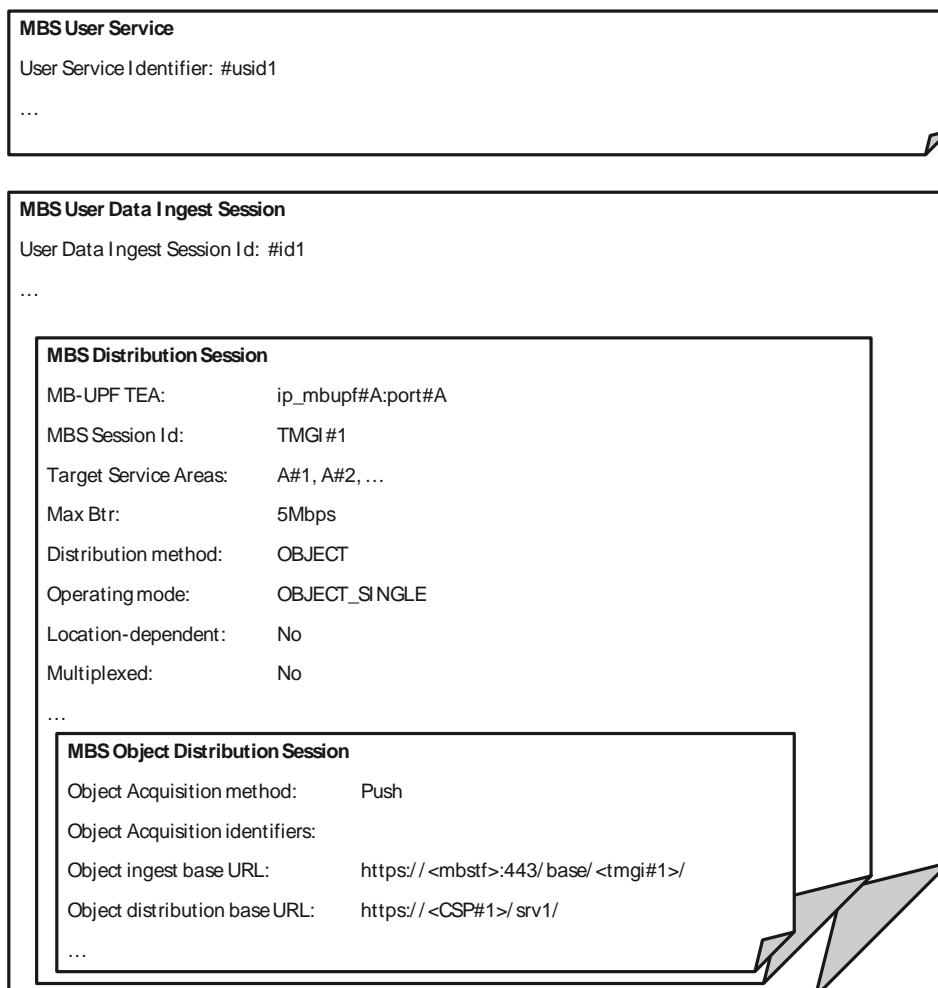 MBS User Service
User Service Identifier: #usid1
…
MBS User Data Ingest Session
User Data Ingest Session Id: #id1
…
MBS Distribution Session
MB-UPF TEA: ip_mbupf#A:port#A
MBS Session Id: TMGI#1
Target Service Areas: A#1, A#2, …
Max Btr: 5Mbps
Distribution method: OBJECT
Operating mode: OBJECT_SINGLE
Location-dependent: No
Multiplexed: No
…
MBS Object Distribution Session
Object Acquisition method: Push
Object Acquisition identifiers:
Object ingest base URL: https://<mbstf>:443/base/<tmgi#1>/
Object distribution base URL: https://<CSP#1>/srv1/
…